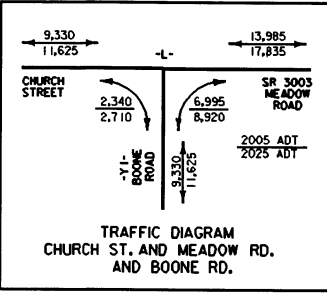 9,330
11,625
-L-
13,985
17,835
CHURCH
STREET
SR 3003
MEADOW
ROAD
2,340
2,710
6,995
8,920
-Y1-
BOONE
ROAD
9,330
11,625
2005 ADT
2025 ADT
TRAFFIC DIAGRAM
CHURCH ST. AND MEADOW RD.
AND BOONE RD.